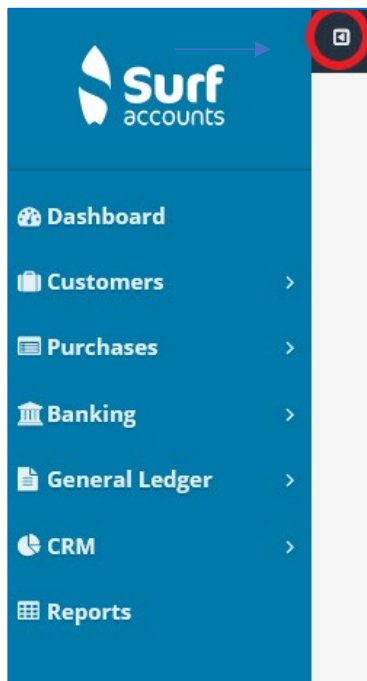 Surf
accounts
Dashboard
Customers
Purchases
Banking
General Ledger
CRM
Reports